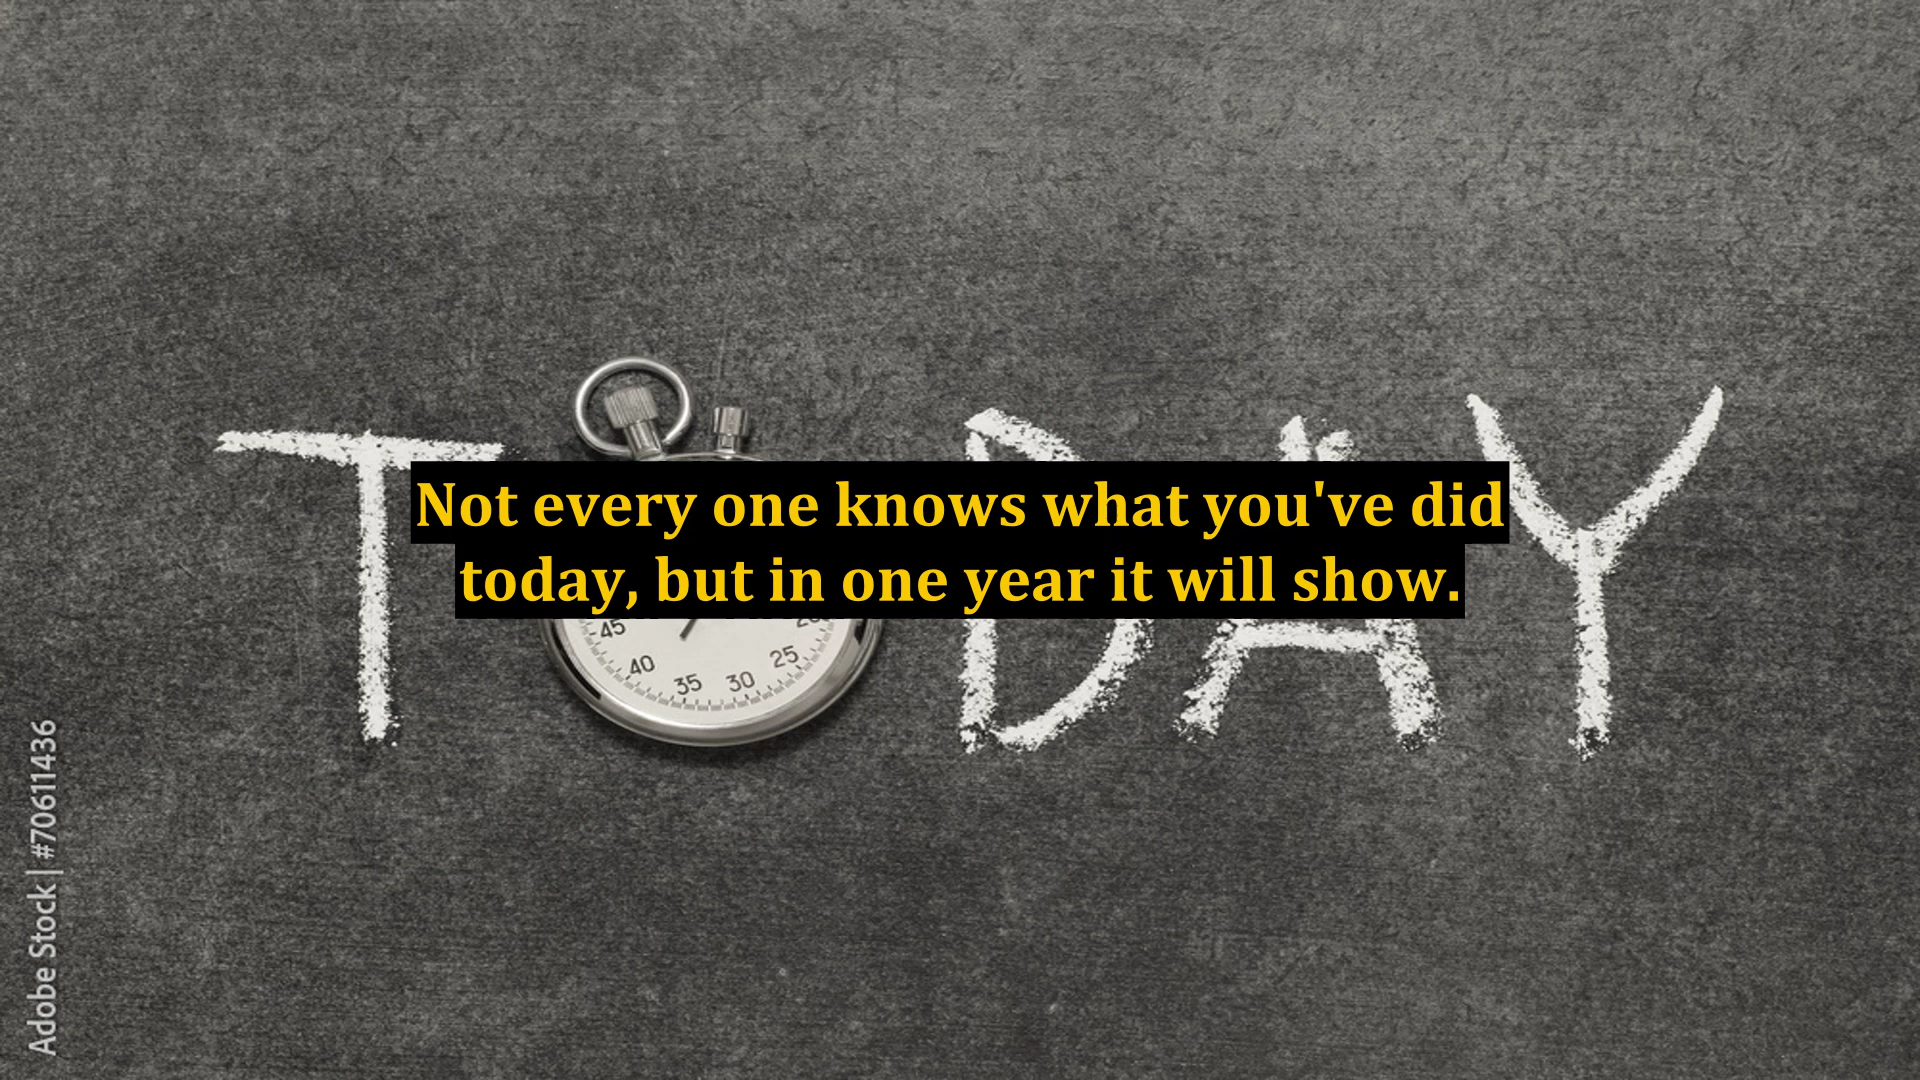 TODAY
Not every one knows what you've did
today, but in one year it will show.
45
40
35
30
25
Adobe Stock | #70611436